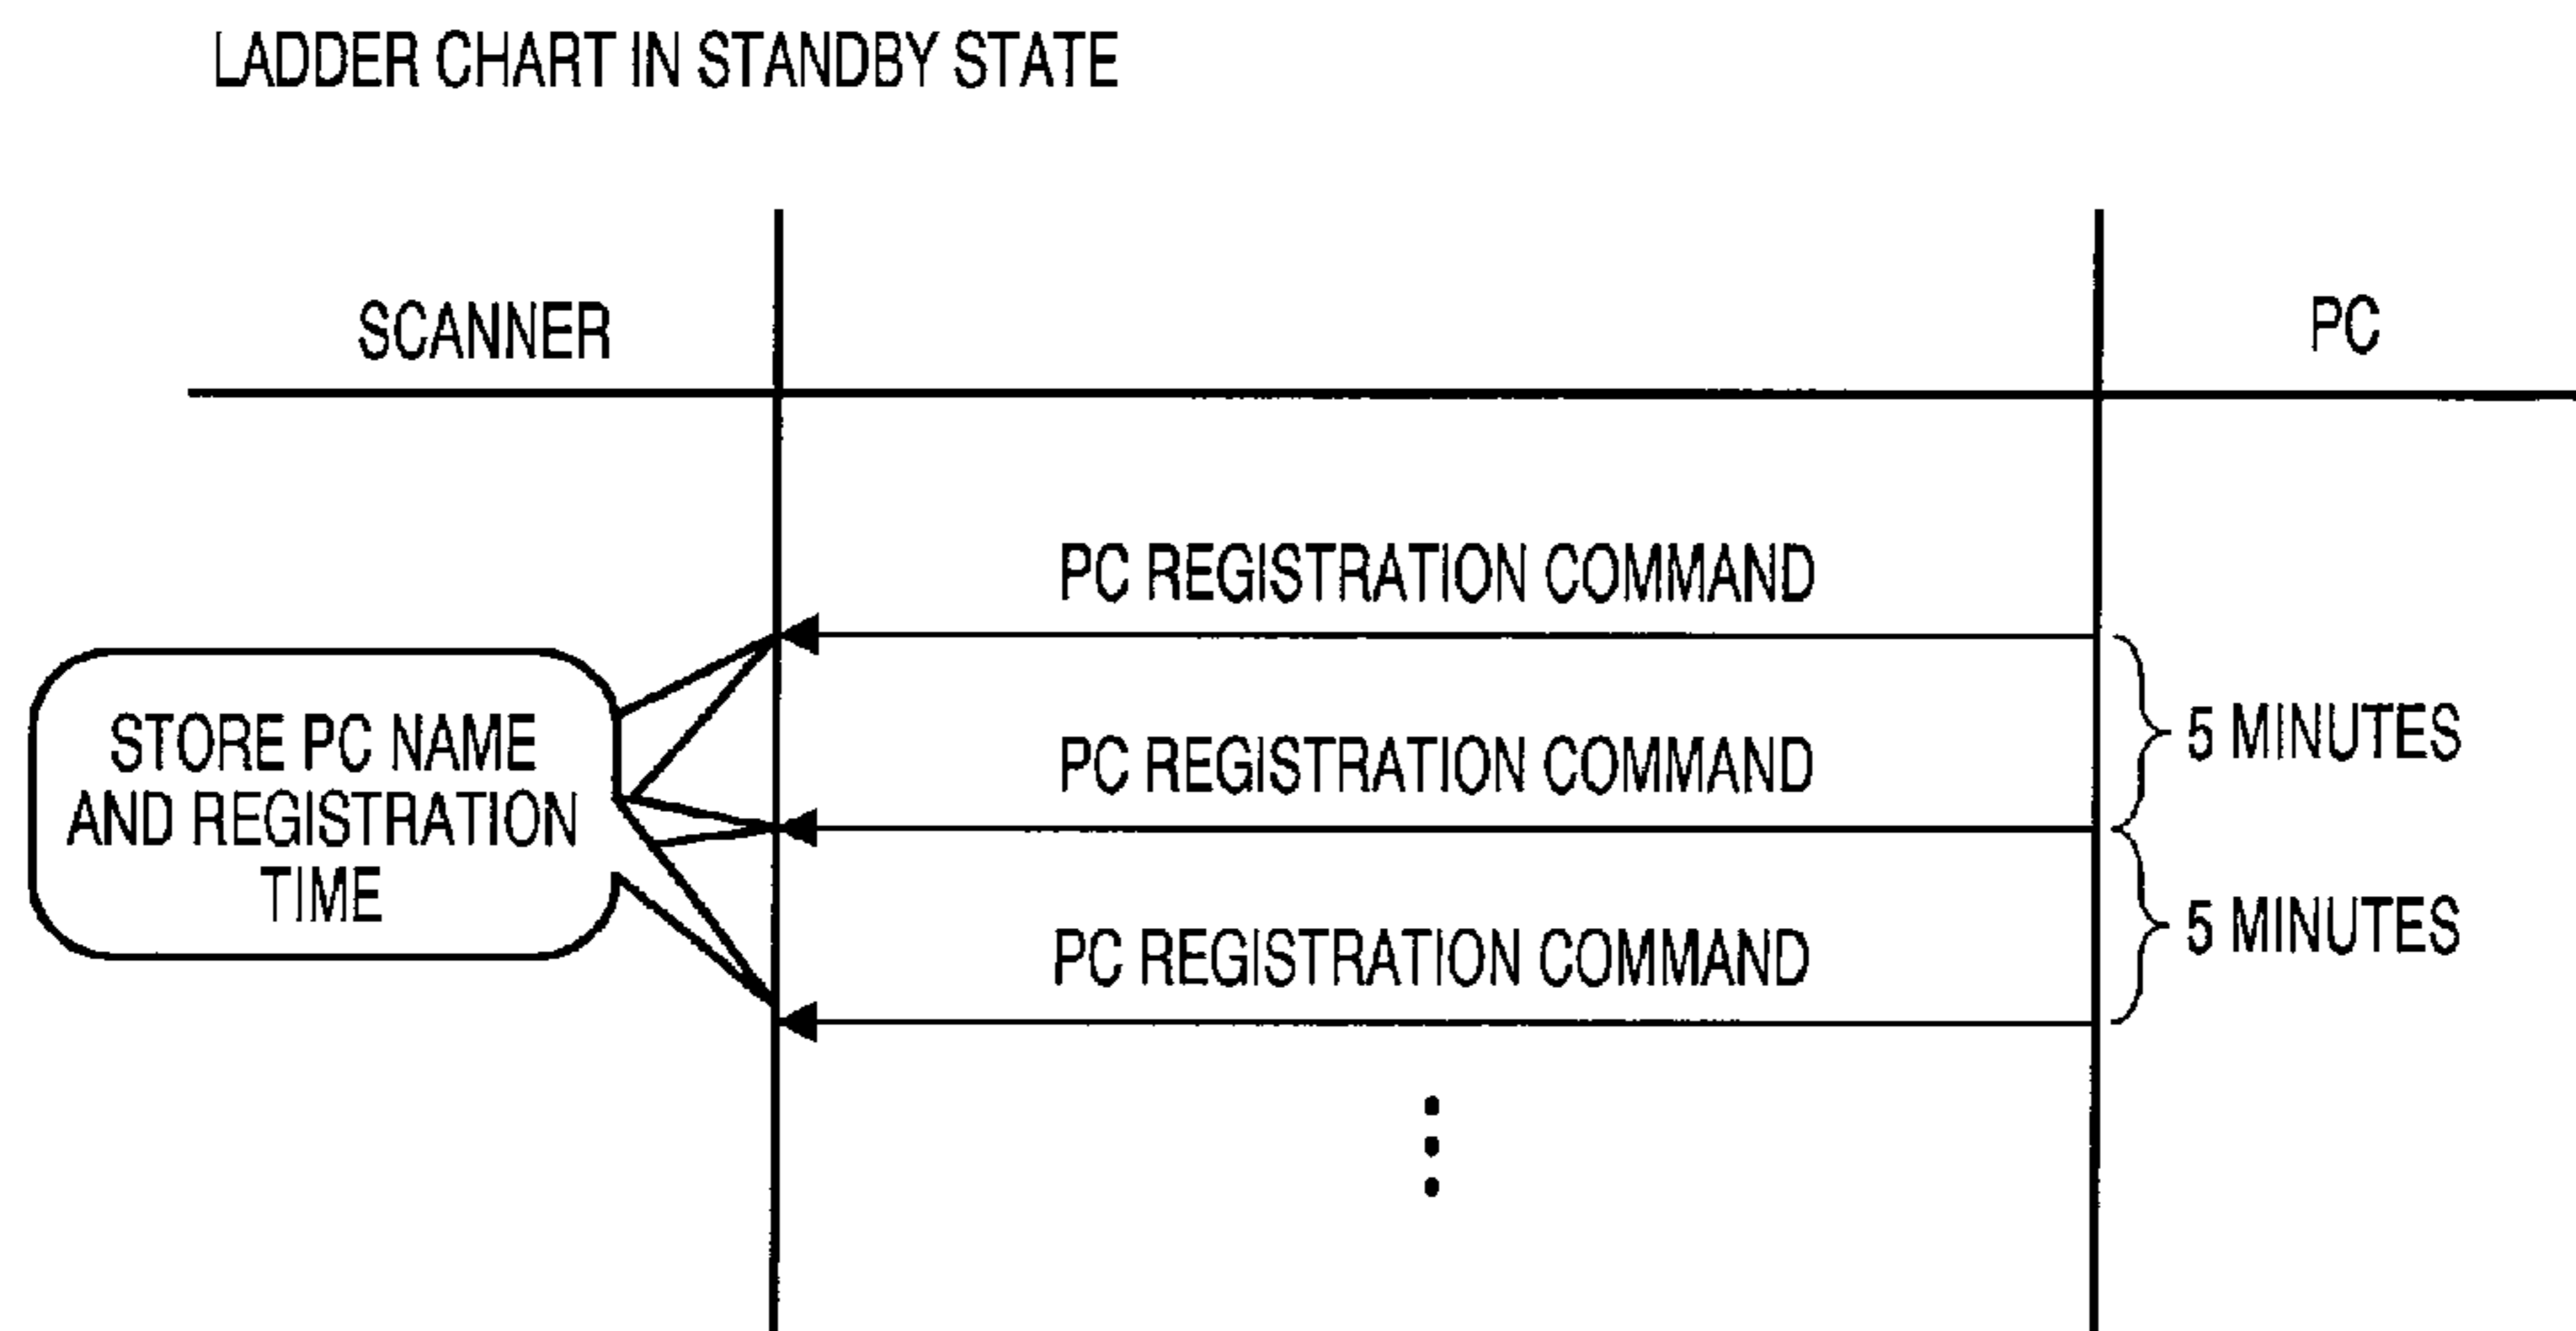 LADDER CHART IN STANDBY STATE
SCANNER
PC
PC REGISTRATION COMMAND
STORE PC NAME
AND REGISTRATION
TIME
5 MINUTES
PC REGISTRATION COMMAND
5 MINUTES
PC REGISTRATION COMMAND